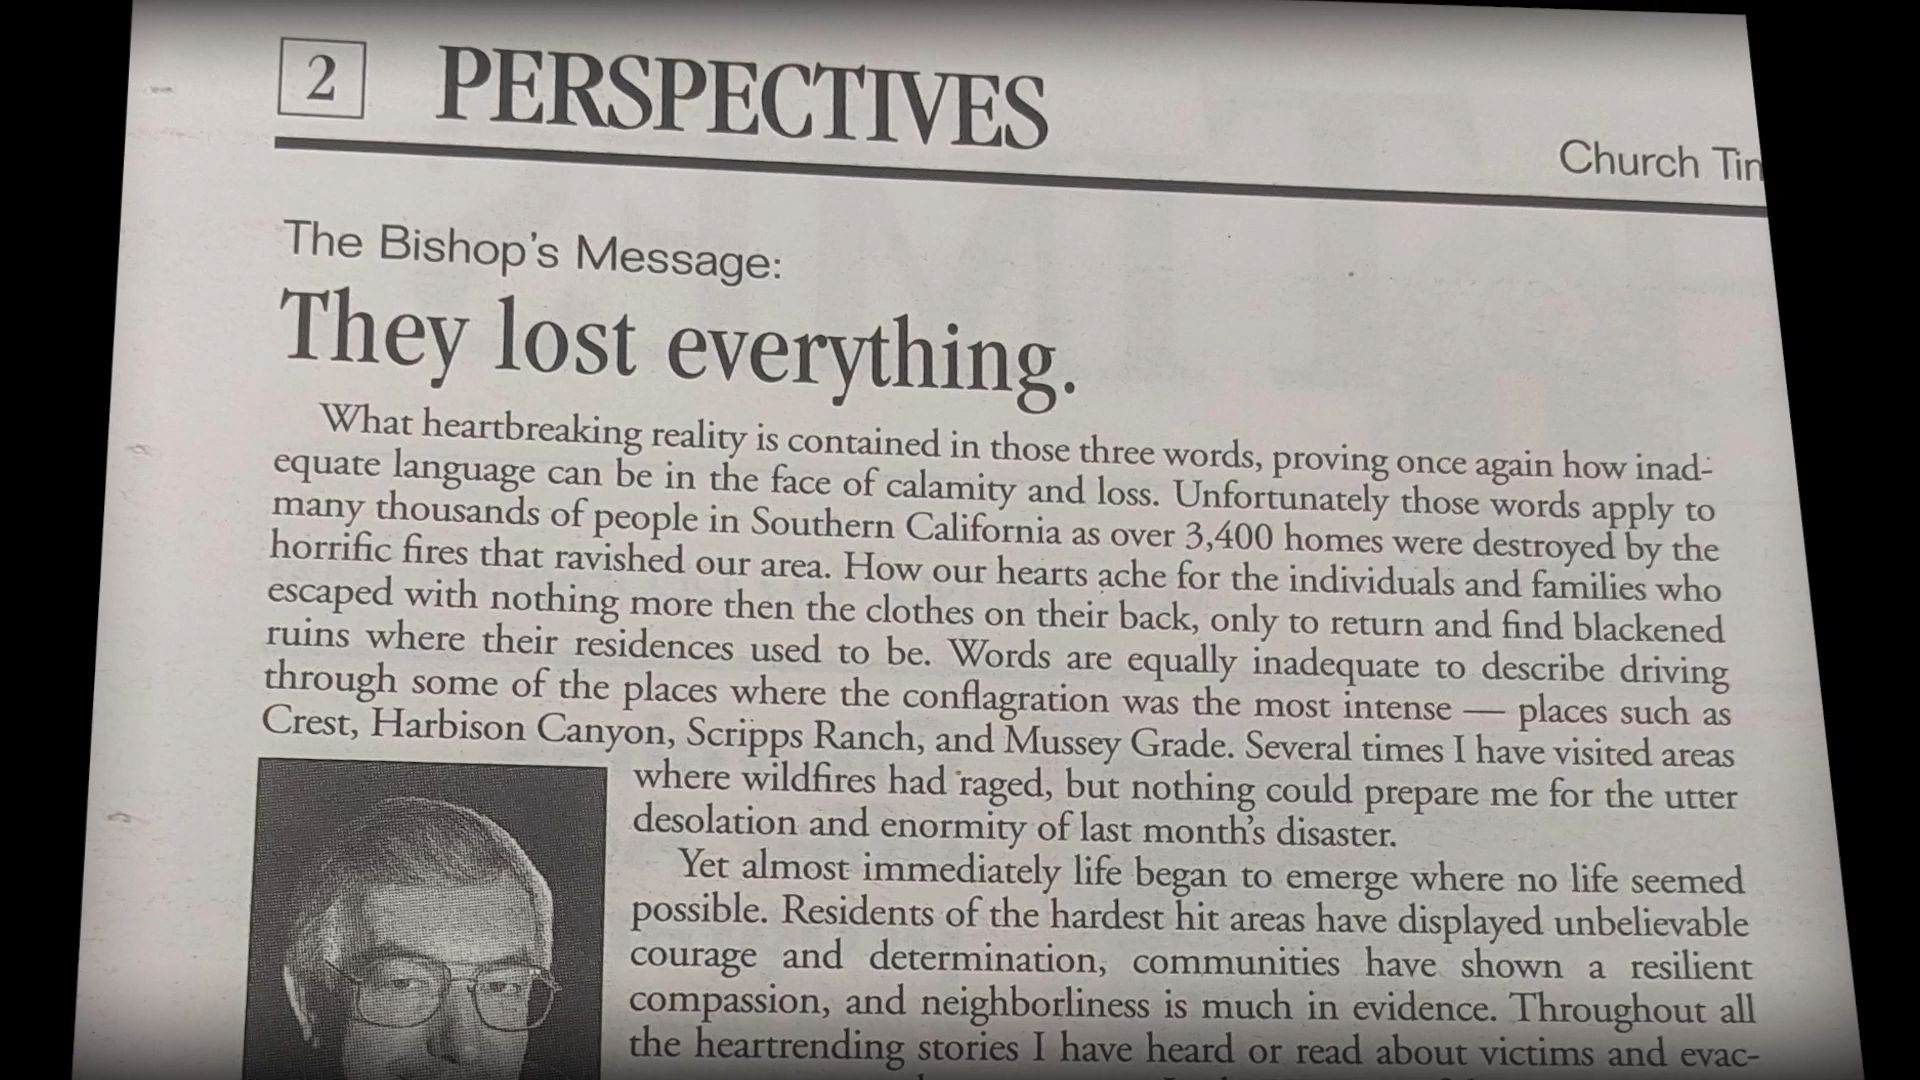 2 PERSPECTIVES
Church
The Bishop's Message:
They lost everything.
What heartbreaking reality is contained in those three words, proving once again how inad-
equate language can be in the face of calamity and loss. Unfortunately those words apply to
many thousands of people in Southern California as over 3,400 homes were destroyed by the
horrific fires that ravished our area. How our hearts ache for the individuals and families who
escaped with nothing more then the clothes on their back, only to return and find blackened
ruins where their residences used to be. Words are equally inadequate to describe driving
through some of the places where the conflagration was the most intense — places such as
Crest, Harbison Canyon, Scripps Ranch, and Mussey Grade. Several times I have visited areas
where wildfires had raged, but nothing could prepare me for the utter
desolation and enormity of last month's disaster.
Yet almost immediately life began to emerge where no life seemed
possible. Residents of the hardest hit areas have displayed unbelievable
courage and determination, communities have shown a resilient
compassion, and neighborliness is much in evidence. Throughout all
the heartrending stories I have heard or read about victims and evac-